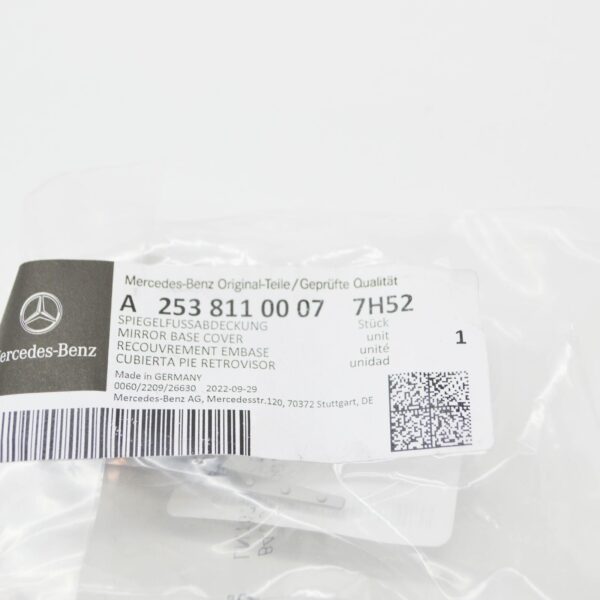 Mercedes-Benz Original-Teile/Geprüfte Qualität
A 253 811 00 07 7H52
SPIEGELFUSSABDECKUNG Stück
MIRROR BASE COVER unit
RECOUVREMENT EMBASE unité
CUBIERTA PIE RETROVISOR unidad
1
Made in GERMANY
0060/2209/26630 2022-09-29
Mercedes-Benz AG, Mercedesstr.120, 70372 Stuttgart, DE
ercedes-Benz